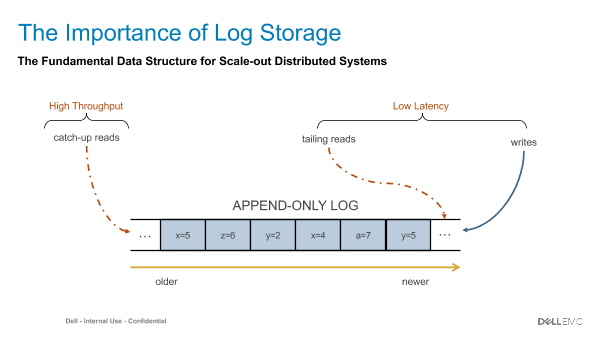 The Importance of Log Storage
The Fundamental Data Structure for Scale-out Distributed Systems
High Throughput
Low Latency
catch-up reads
tailing reads
writes
APPEND-ONLY LOG
... x=5 z=6 y=2 x=4 a=7 y=5 ...
older
newer
Dell - Internal Use - Confidential
DELLEMC